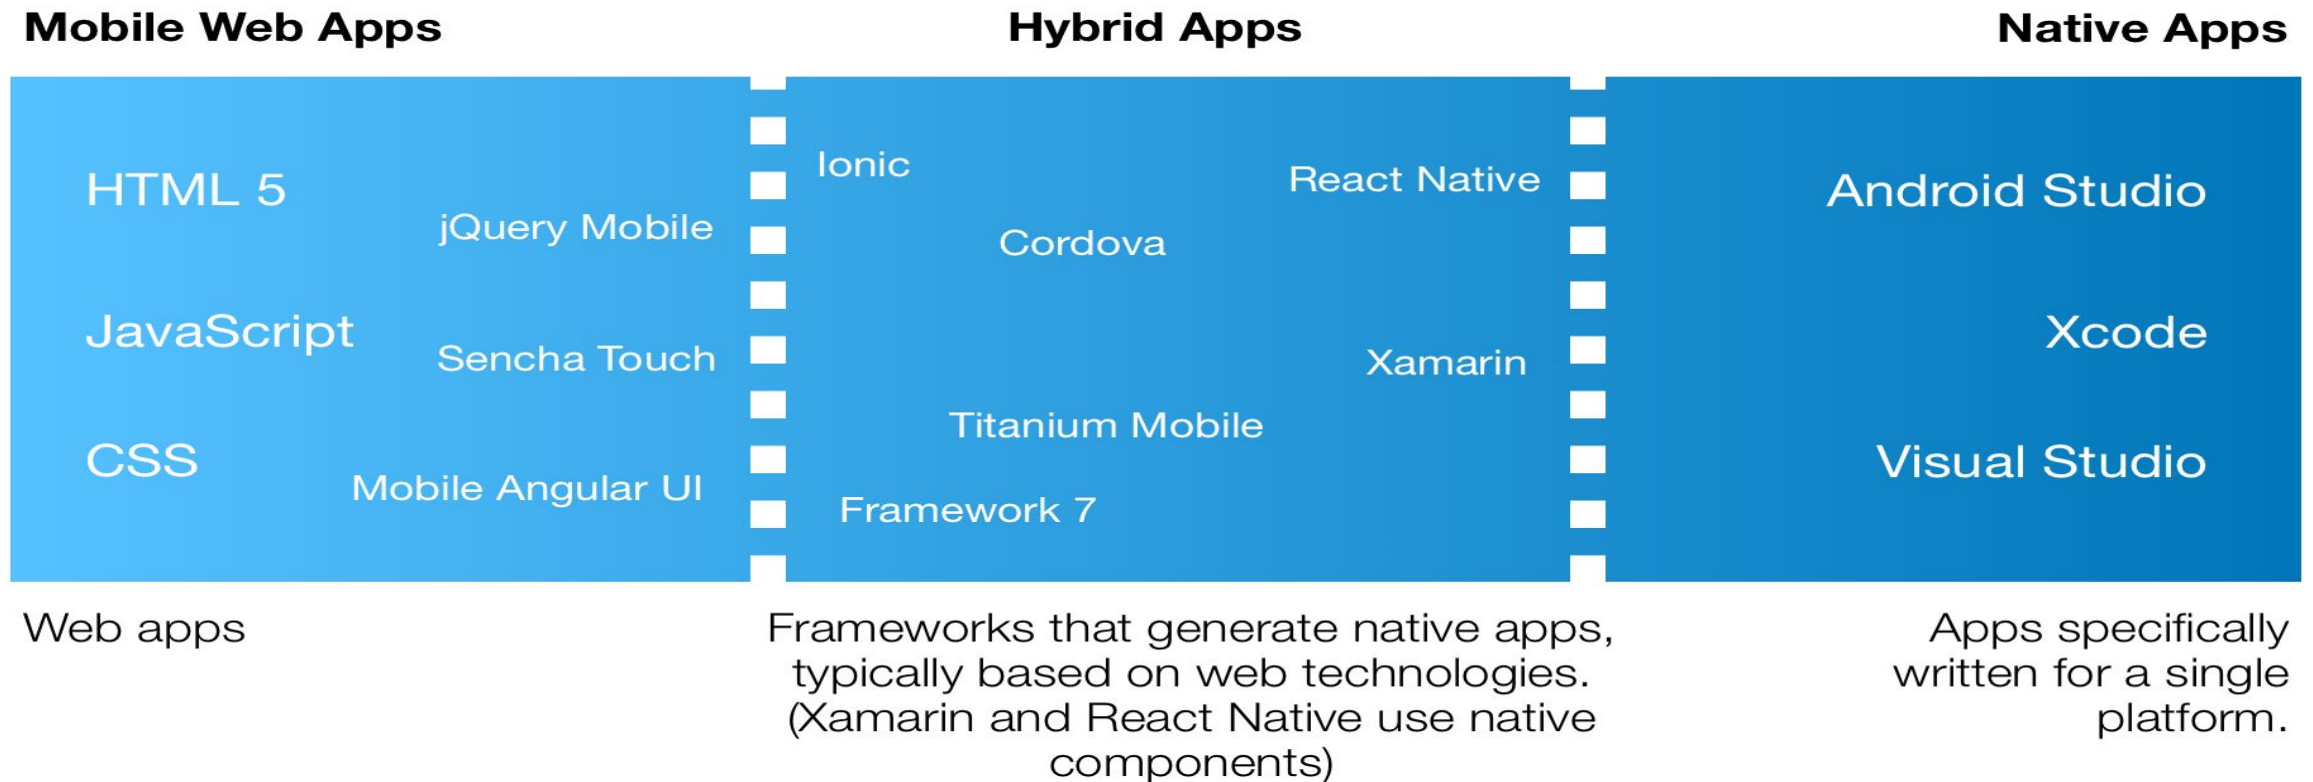 Mobile Web Apps
Hybrid Apps
Native Apps
HTML 5
jQuery Mobile
JavaScript
Sencha Touch
CSS
Mobile Angular UI
Ionic
React Native
Cordova
Xamarin
Titanium Mobile
Framework 7
Android Studio
Xcode
Visual Studio
Web apps
Frameworks that generate native apps,
typically based on web technologies.
(Xamarin and React Native use native
components)
Apps specifically
written for a single
platform.